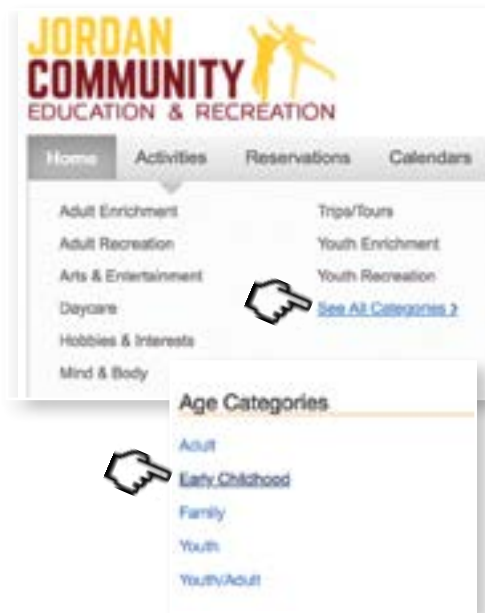 JORDAN
COMMUNITY
EDUCATION & RECREATION
Home Activities Reservations Calendars
Adult Enrichment Trips/Tours
Adult Recreation Youth Enrichment
Arts & Entertainment Youth Recreation
Daycare See All Categories >
Hobbies & Interests
Mind & Body
Age Categories
Adult
Early Childhood
Family
Youth
Youth/Adult